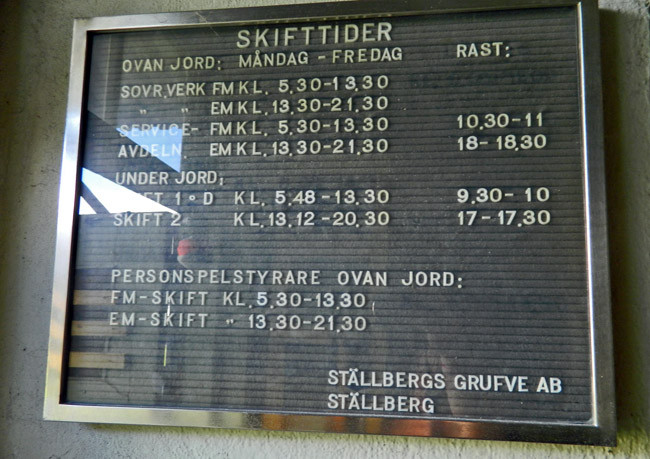 SKIFTTIDER
OVAN JORD: MÅNDAG - FREDAG RAST:
SOVR.VERK FM KL. 5.30-13.30
" " EM KL. 13.30-21.30
SERVICE- FM KL. 5.30-13.30 10.30-11
AVDELN. EM KL. 13.30-21.30 18-18.30
UNDER JORD:
1 o D KL. 5.48-13.30 9.30-10
SKIFT 2 KL. 13.12-20.30 17-17.30
PERSONSPELSTYRARE OVAN JORD:
FM-SKIFT KL. 5.30-13.30
EM-SKIFT " 13.30-21.30
STÄLLBERGS GRUFVE AB
STÄLLBERG